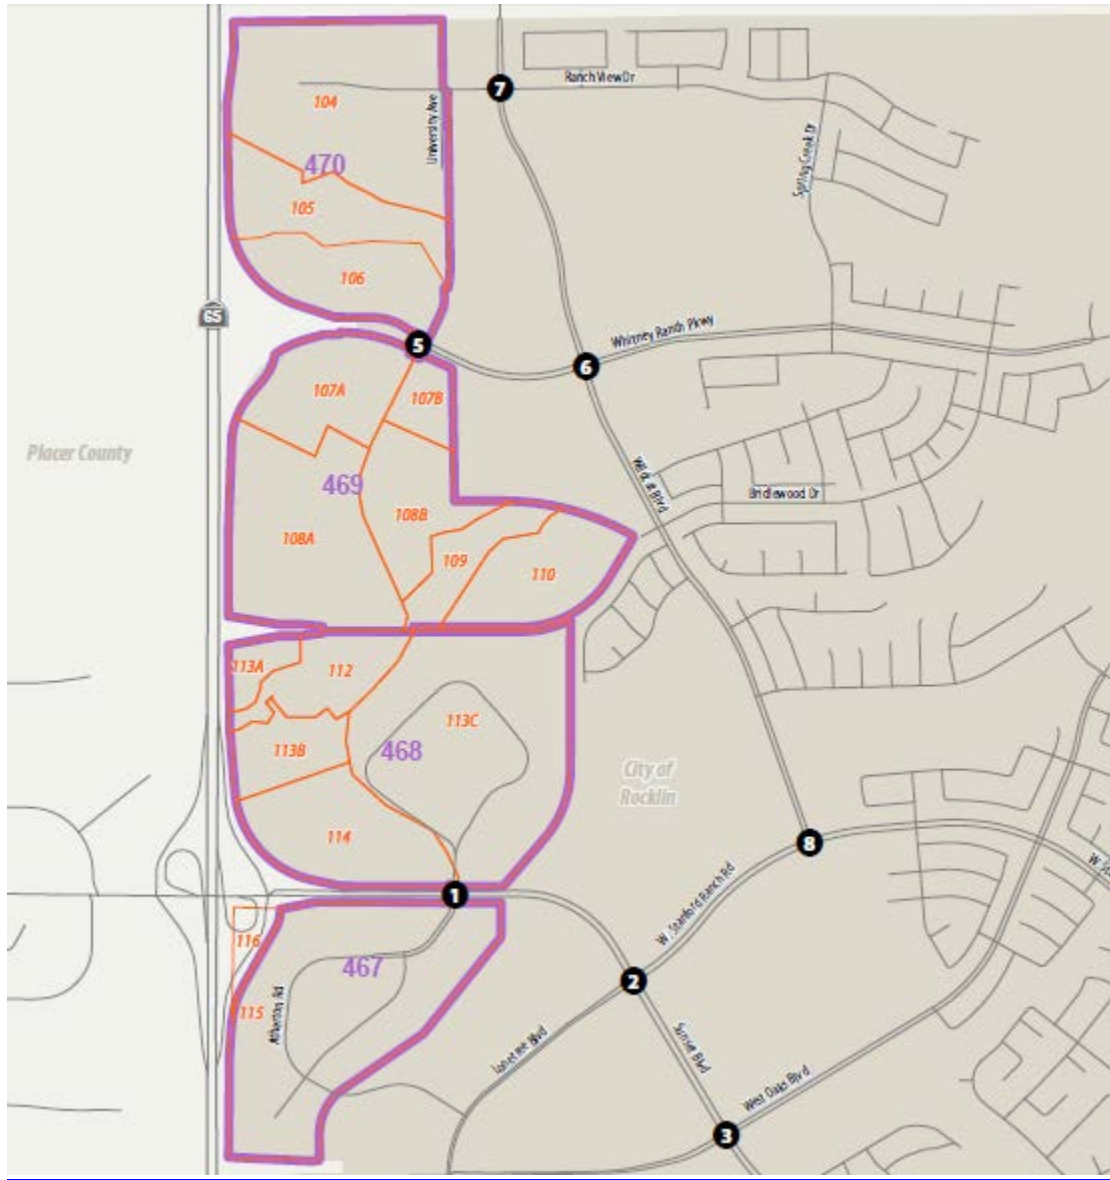 7
Ranch View Dr
104
University Ave
470
Spring Creek Dr
105
106
65
5
Whitney Ranch Pkwy
6
107A
107B
Placer County
469
Wildcat Blvd
Bridlewood Dr
108B
108A
109
110
113A
112
113C
113B
468
City of
Rocklin
114
8
1
W. Stanford Ranch Rd
W. Sta
116
467
2
115
Atherton Rd
Lonetree Blvd
Sunset Blvd
West Oaks Blvd
3